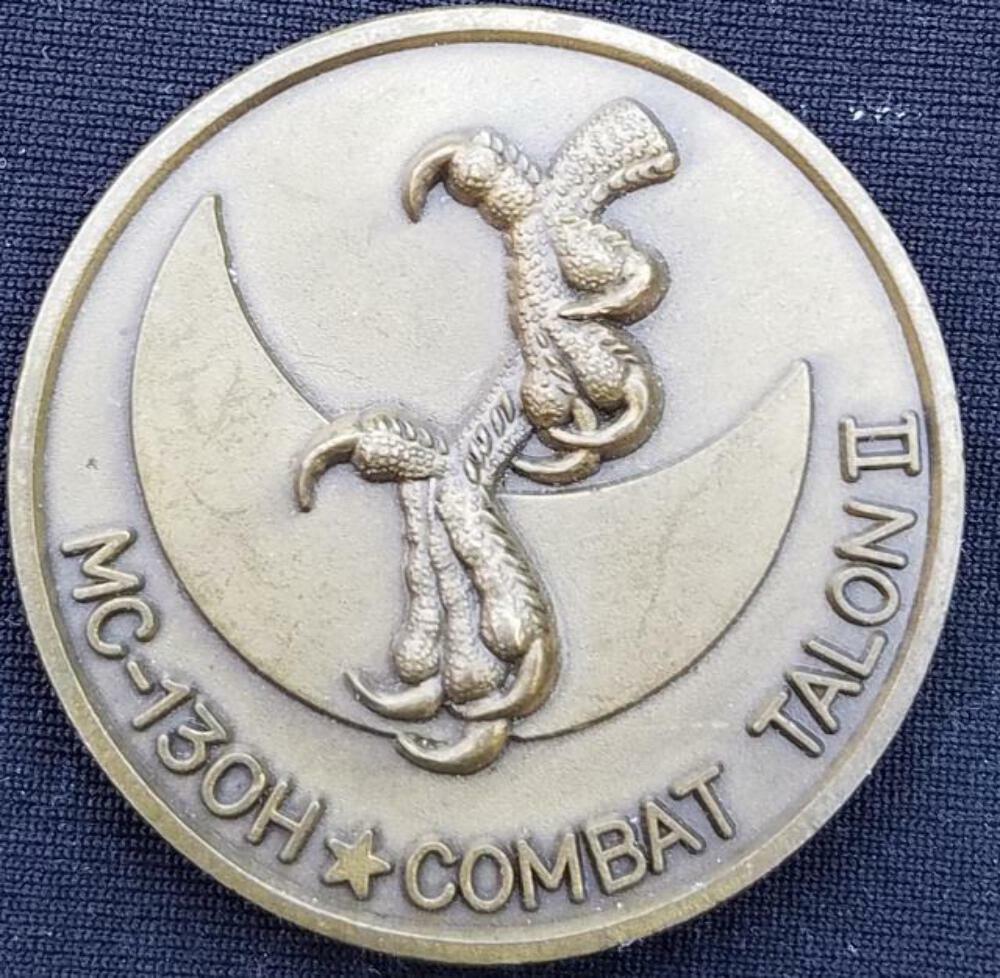 MC-130H ★ COMBAT TALON II